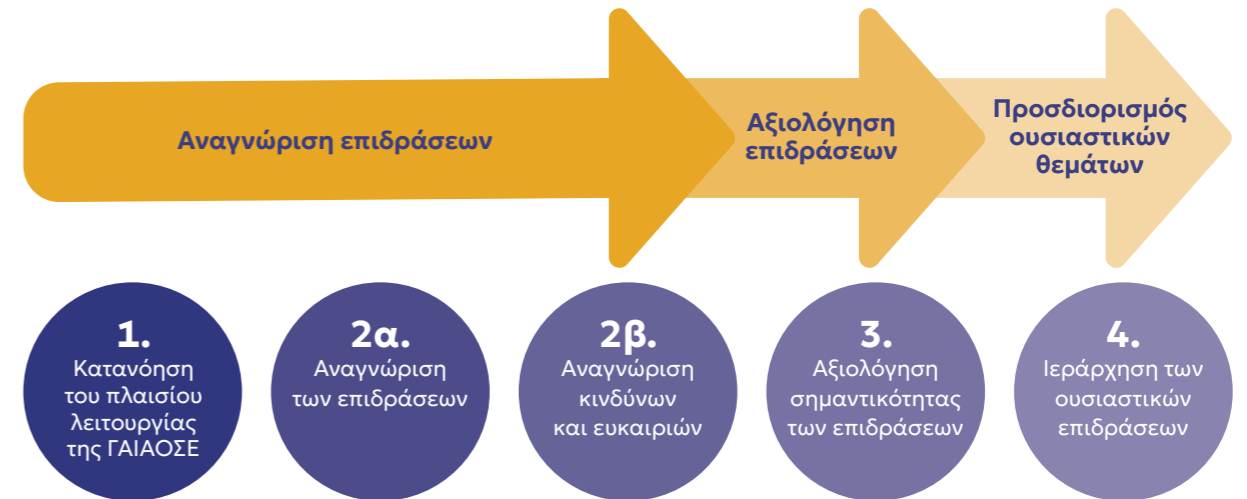 Αναγνώριση επιδράσεων
Αξιολόγηση
επιδράσεων
Προσδιορισμός
ουσιαστικών
θεμάτων
1.
Κατανόηση
του πλαισίου
λειτουργίας
της ΓΑΙΑΟΣΕ
2α.
Αναγνώριση
των επιδράσεων
2β.
Αναγνώριση
κινδύνων
και ευκαιριών
3.
Αξιολόγηση
σημαντικότητας
των επιδράσεων
4.
Ιεράρχηση των
ουσιαστικών
επιδράσεων